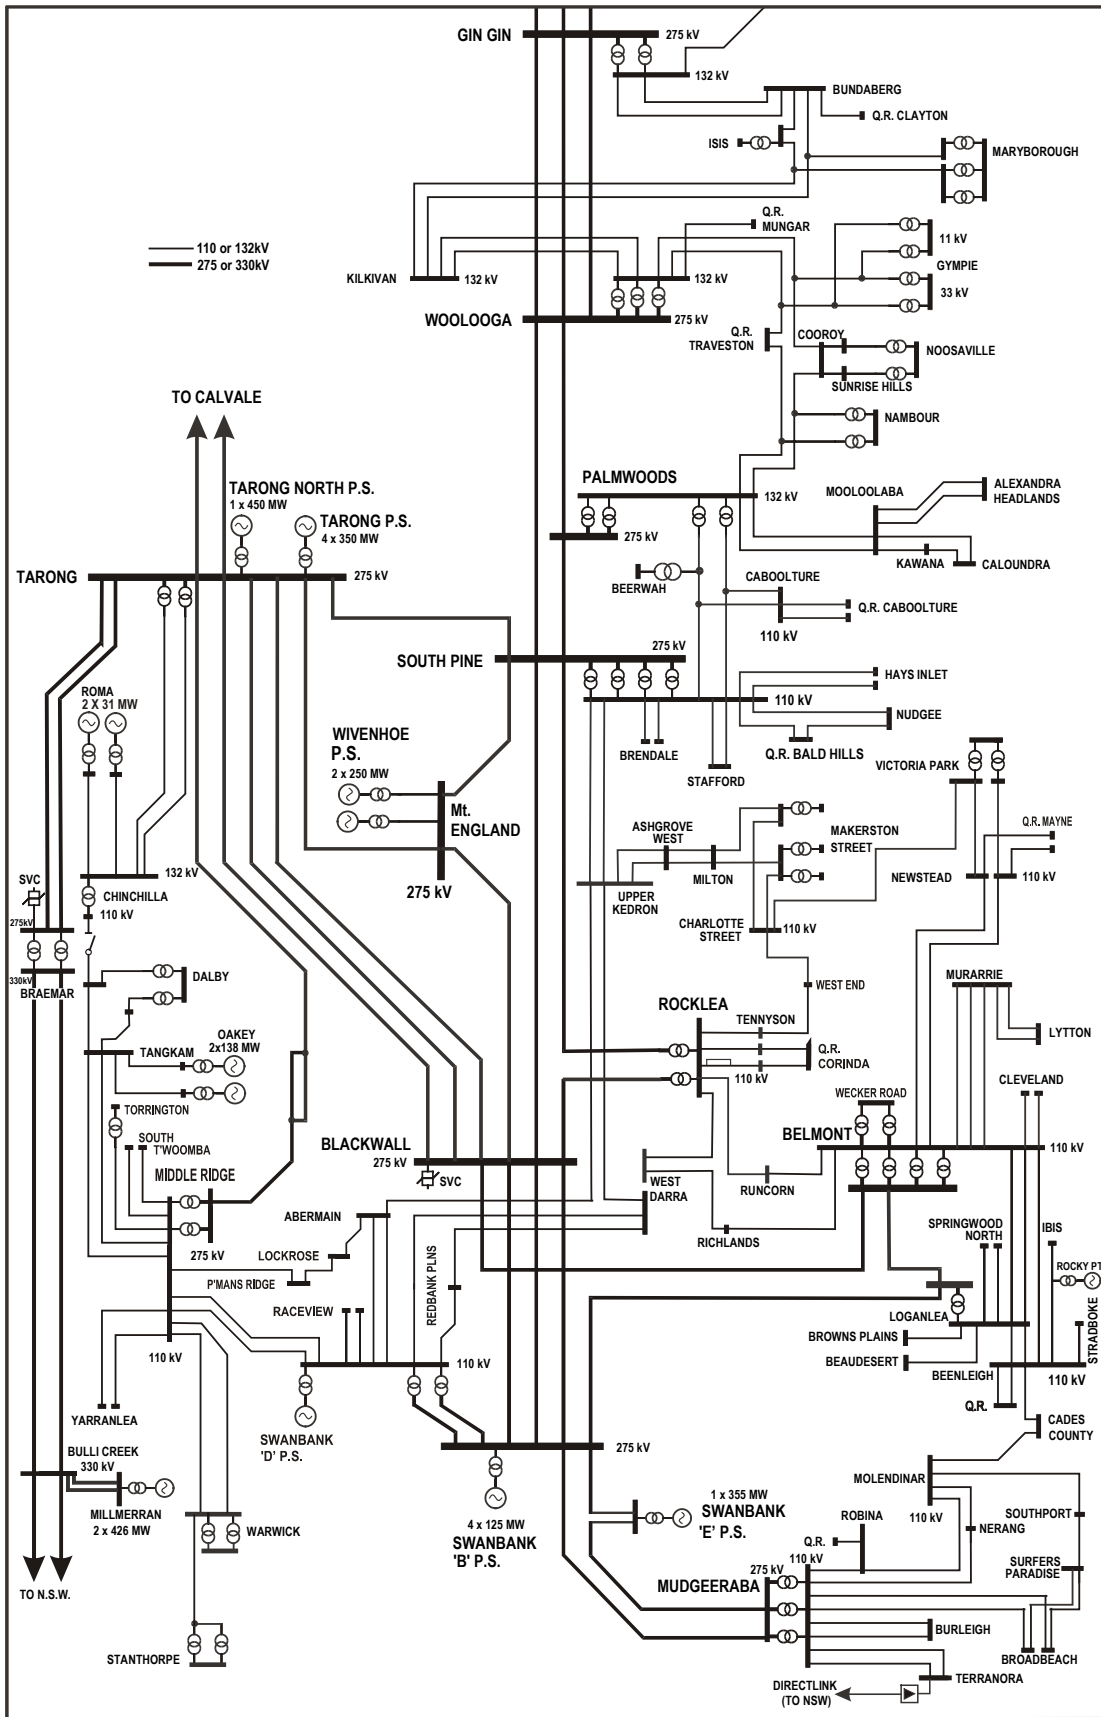 GIN GIN
275 kV
132 kV
BUNDABERG
Q.R. CLAYTON
ISIS
MARYBOROUGH
Q.R.
MUNGAR
110 or 132kV
275 or 330kV
11 kV
GYMPIE
33 kV
KILKIVAN
132 kV
132 kV
WOOLOOGA
275 kV
Q.R.
TRAVESTON
COOROY
NOOSAVILLE
SUNRISE HILLS
NAMBOUR
TO CALVALE
PALMWOODS
132 kV
MOOLOOLABA
ALEXANDRA
HEADLANDS
TARONG NORTH P.S.
1 x 450 MW
TARONG P.S.
4 x 350 MW
275 kV
KAWANA
CALOUNDRA
TARONG
275 kV
BEERWAH
CABOOLTURE
Q.R. CABOOLTURE
110 kV
SOUTH PINE
275 kV
HAYS INLET
110 kV
NUDGEE
ROMA
2 X 31 MW
WIVENHOE
P.S.
2 x 250 MW
BRENDALE
STAFFORD
Q.R. BALD HILLS
VICTORIA PARK
Mt.
ENGLAND
275 kV
ASHGROVE
WEST
MAKERSTON
STREET
Q.R. MAYNE
MILTON
NEWSTEAD
110 kV
UPPER
KEDRON
CHARLOTTE
STREET
110 kV
SVC
132 kV
CHINCHILLA
110 kV
275kV
330kV
BRAEMAR
DALBY
WEST END
MURARRIE
LYTTON
ROCKLEA
TENNYSON
Q.R.
CORINDA
110 kV
TANGKAM
OAKEY
2x138 MW
CLEVELAND
WECKER ROAD
BELMONT
110 kV
TORRINGTON
SOUTH
T'WOOMBA
MIDDLE RIDGE
275 kV
BLACKWALL
275 kV
SVC
WEST
DARRA
RUNCORN
RICHLANDS
ABERMAIN
LOCKROSE
P'MANS RIDGE
RACEVIEW
REDBANK PLNS
SPRINGWOOD
NORTH
IBIS
ROCKY PT.
STRADBOKE
LOGANLEA
BROWNS PLAINS
BEAUDESERT
BEENLEIGH
110 kV
Q.R.
110 kV
110 kV
YARRANLEA
SWANBANK
'D' P.S.
275 kV
CADES
COUNTY
BULLI CREEK
330 kV
MILLMERRAN
2 x 426 MW
4 x 125 MW
SWANBANK
'B' P.S.
1 x 355 MW
SWANBANK
'E' P.S.
MOLENDINAR
110 kV
NERANG
SOUTHPORT
ROBINA
Q.R.
WARWICK
SURFERS
PARADISE
TO N.S.W.
MUDGEERABA
275 kV
110 kV
BURLEIGH
BROADBEACH
STANTHORPE
TERRANORA
DIRECTLINK
(TO NSW)